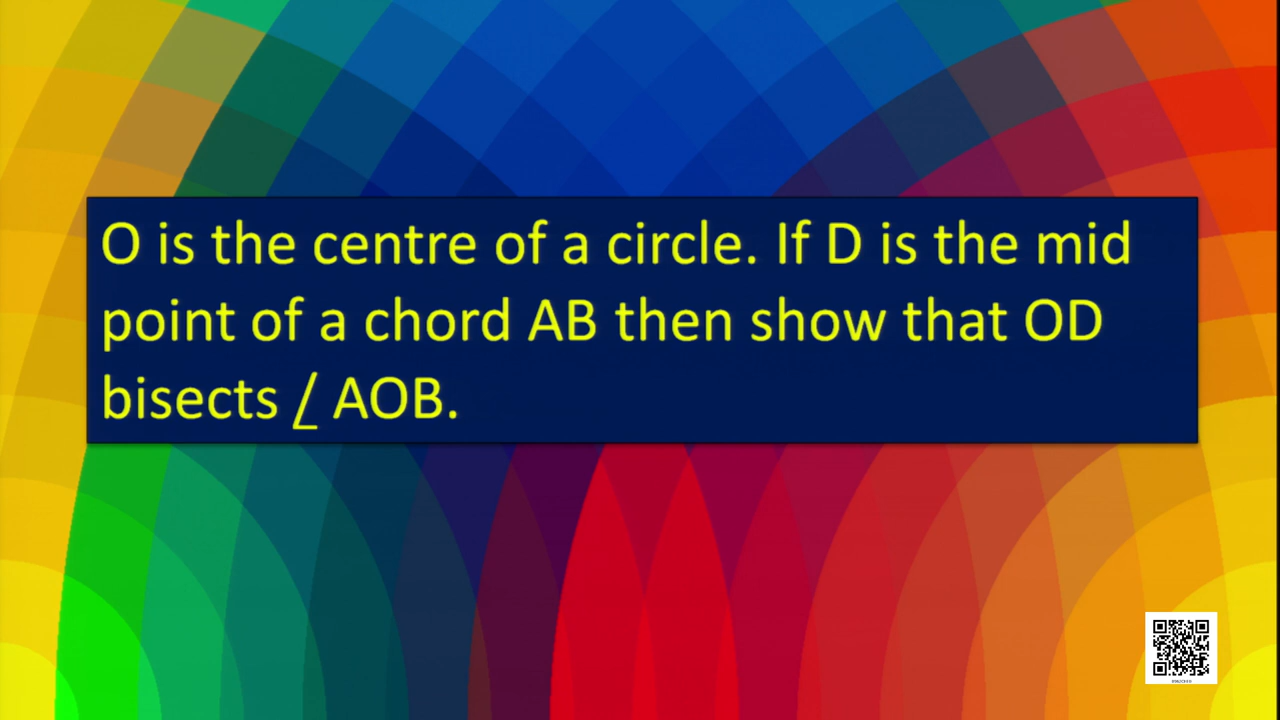 O is the centre of a circle. If D is the mid
point of a chord AB then show that OD
bisects ∠ AOB.